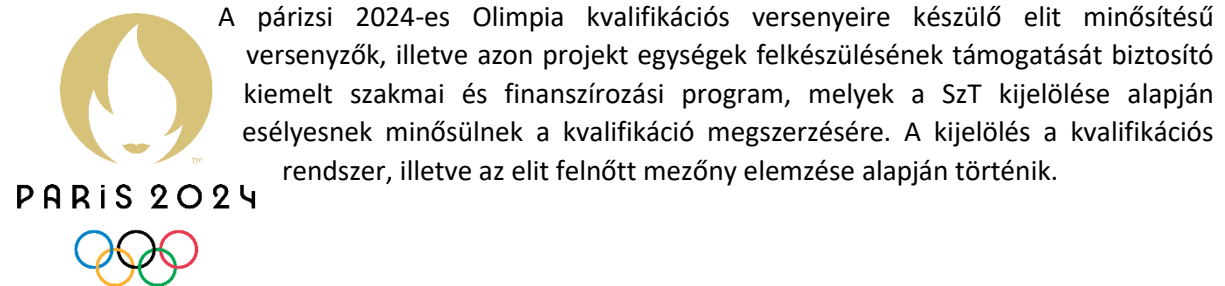 A párizsi 2024-es Olimpia kvalifikációs versenyeire készülő elit minősítésű
versenyzők, illetve azon projekt egységek felkészülésének támogatását biztosító
kiemelt szakmai és finanszírozási program, melyek a SzT kijelölése alapján
esélyesnek minősülnek a kvalifikáció megszerzésére. A kijelölés a kvalifikációs
rendszer, illetve az elit felnőtt mezőny elemzése alapján történik.
TM
PARIS 2024